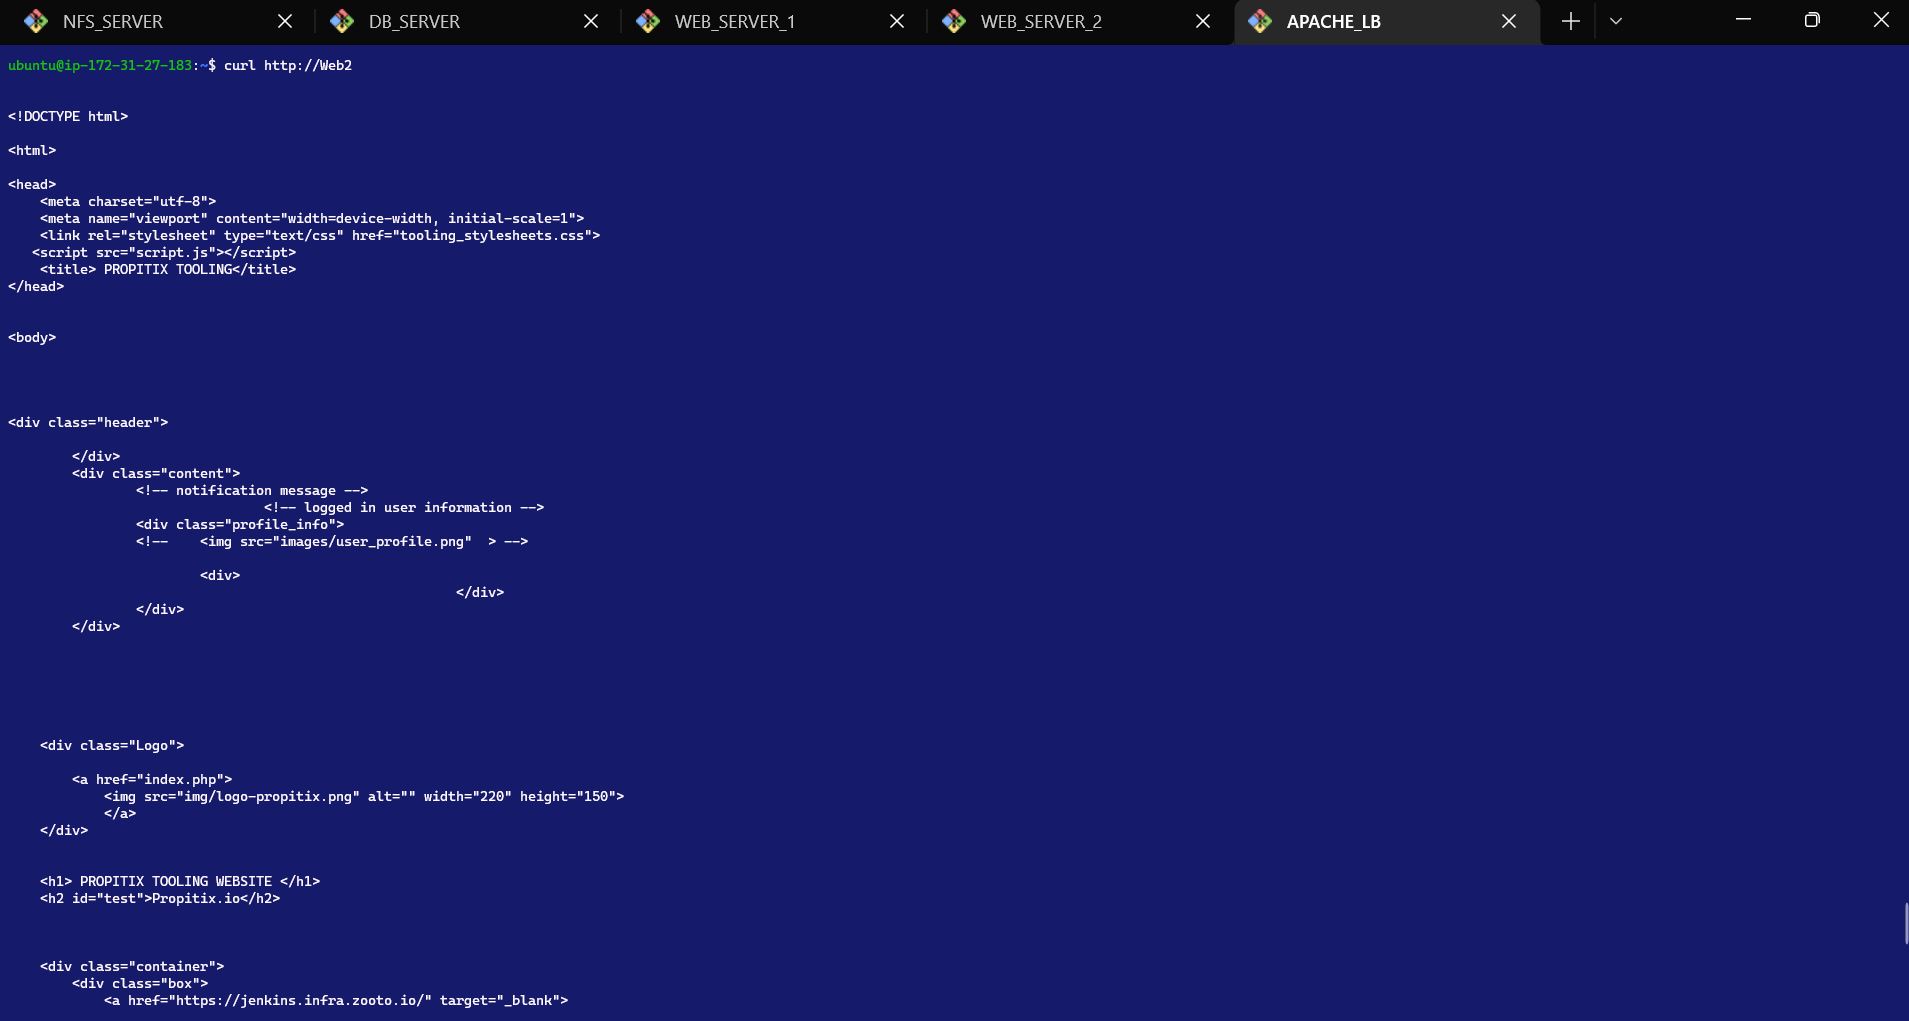 NFS_SERVER DB_SERVER WEB_SERVER_1 WEB_SERVER_2 APACHE_LB
ubuntu@ip-172-31-27-183:~$ curl http://Web2
<!DOCTYPE html>
<html>
<head>
<meta charset="utf-8">
<meta name="viewport" content="width=device-width, initial-scale=1">
<link rel="stylesheet" type="text/css" href="tooling_stylesheets.css">
<script src="script.js"></script>
<title> PROPITIX TOOLING</title>
</head>
<body>
<div class="header">
</div>
<div class="content">
<!-- notification message -->
<!-- logged in user information -->
<div class="profile_info">
<!-- <img src="images/user_profile.png" > -->
<div>
</div>
</div>
</div>
<div class="Logo">
<a href="index.php">
<img src="img/logo-propitix.png" alt="" width="220" height="150">
</a>
</div>
<h1> PROPITIX TOOLING WEBSITE </h1>
<h2 id="test">Propitix.io</h2>
<div class="container">
<div class="box">
<a href="https://jenkins.infra.zooto.io/" target="_blank">